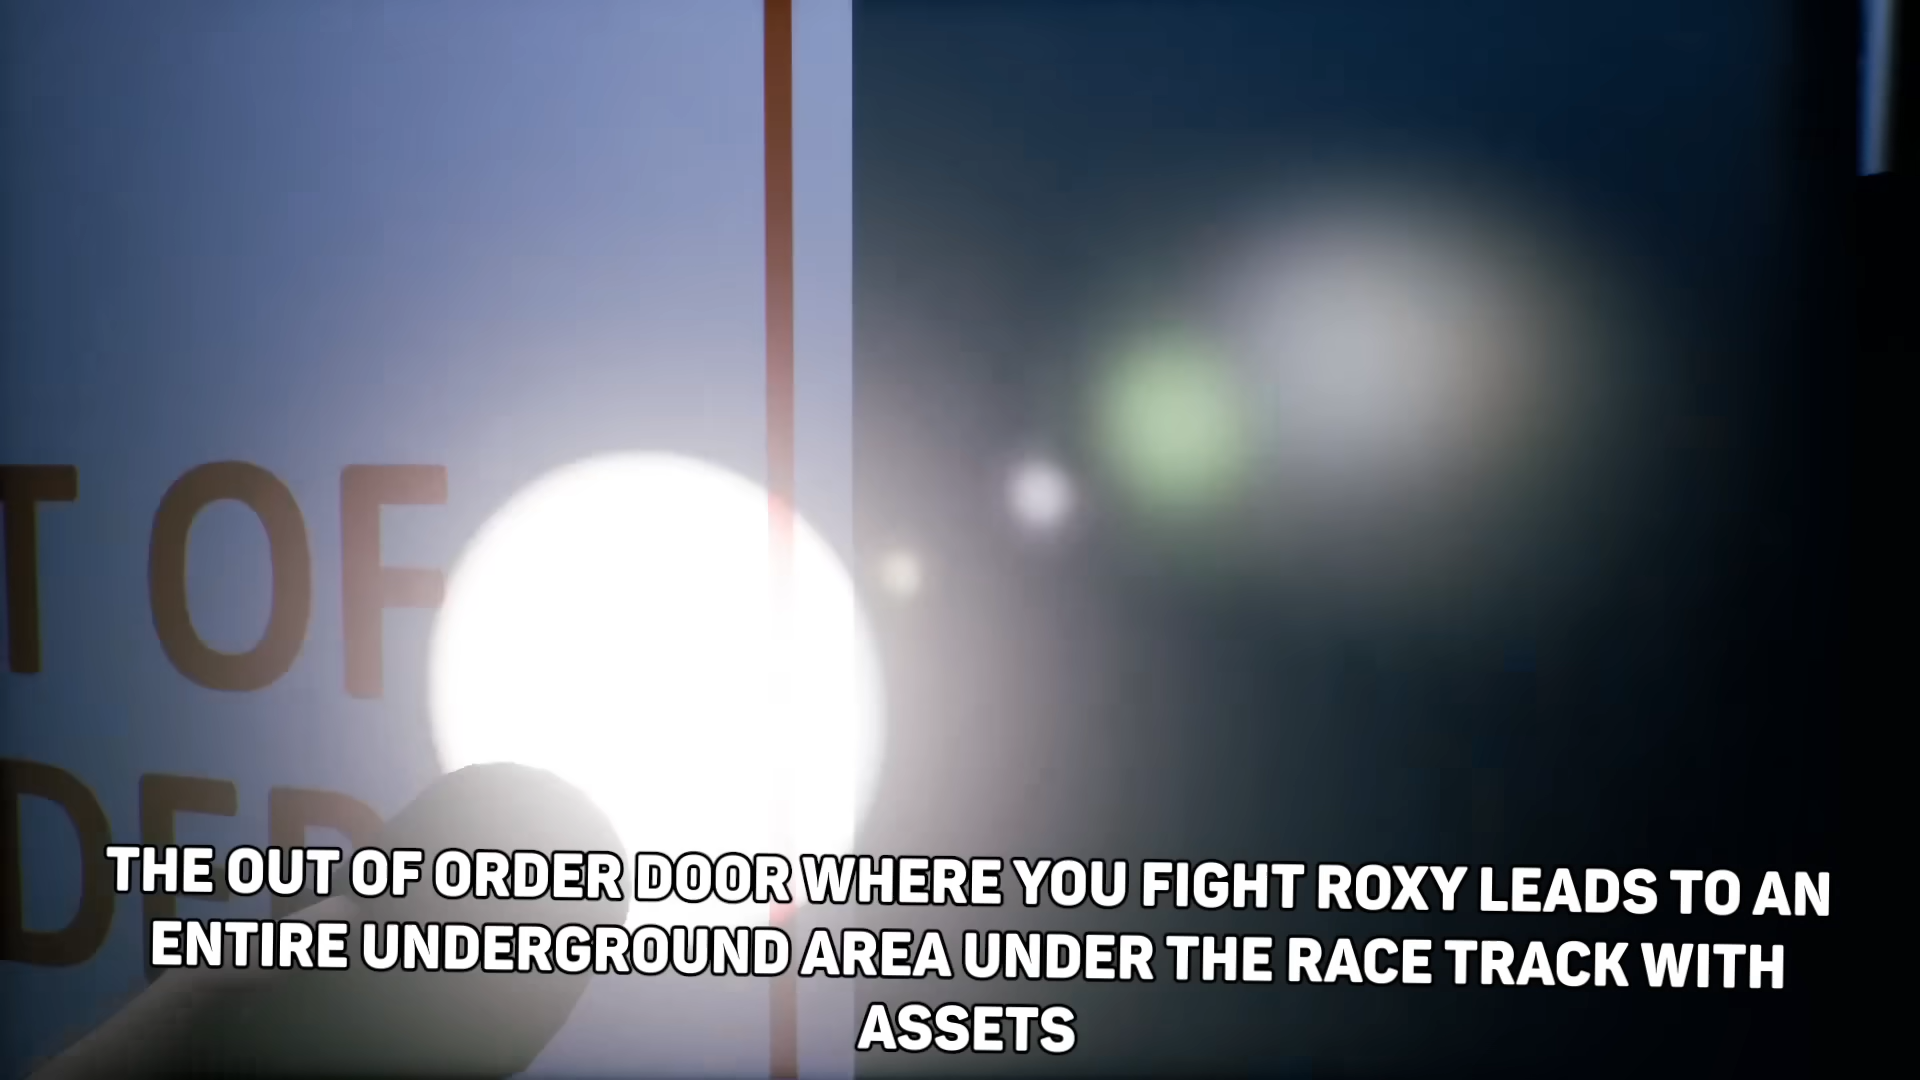 T OF
DER
THE OUT OF ORDER DOOR WHERE YOU FIGHT ROXY LEADS TO AN
ENTIRE UNDERGROUND AREA UNDER THE RACE TRACK WITH
ASSETS